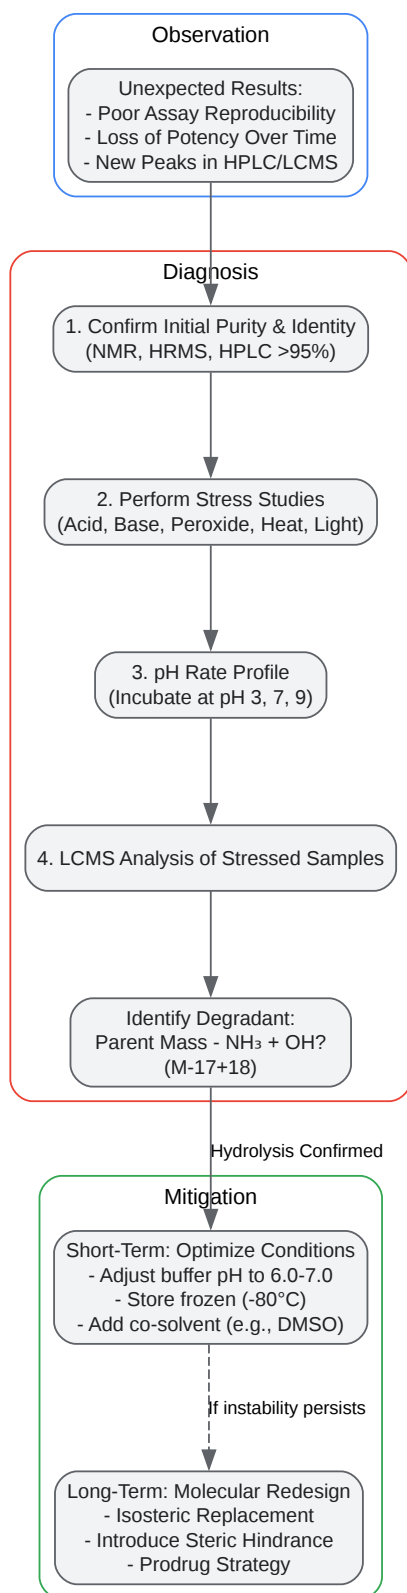 Observation
Unexpected Results:
- Poor Assay Reproducibility
- Loss of Potency Over Time
- New Peaks in HPLC/LCMS
Diagnosis
1. Confirm Initial Purity & Identity
(NMR, HRMS, HPLC >95%)
2. Perform Stress Studies
(Acid, Base, Peroxide, Heat, Light)
3. pH Rate Profile
(Incubate at pH 3, 7, 9)
4. LCMS Analysis of Stressed Samples
Identify Degradant:
Parent Mass - NH₃ + OH?
(M-17+18)
Hydrolysis Confirmed
Mitigation
Short-Term: Optimize Conditions
- Adjust buffer pH to 6.0-7.0
- Store frozen (-80°C)
- Add co-solvent (e.g., DMSO)
If instability persists
Long-Term: Molecular Redesign
- Isosteric Replacement
- Introduce Steric Hindrance
- Prodrug Strategy